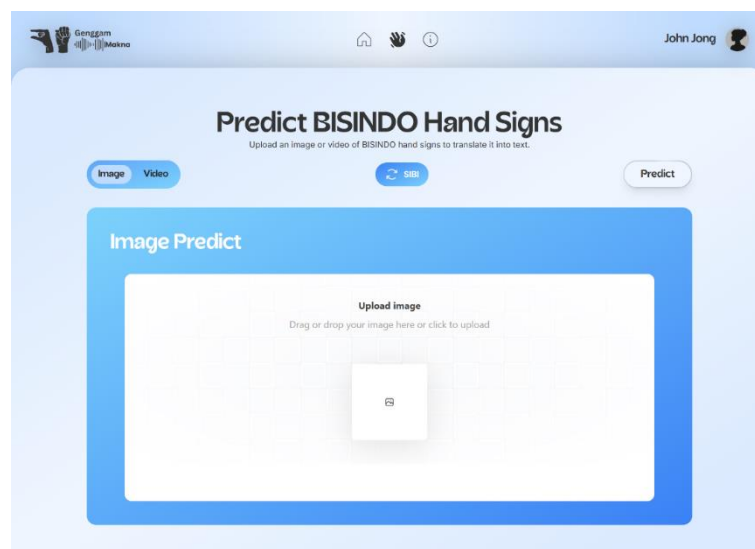 Genggam
Makna
John Jong
Predict BISINDO Hand Signs
Upload an image or video of BISINDO hand signs to translate it into text.
Image Video
SIBI
Predict
Image Predict
Upload image
Drag or drop your image here or click to upload